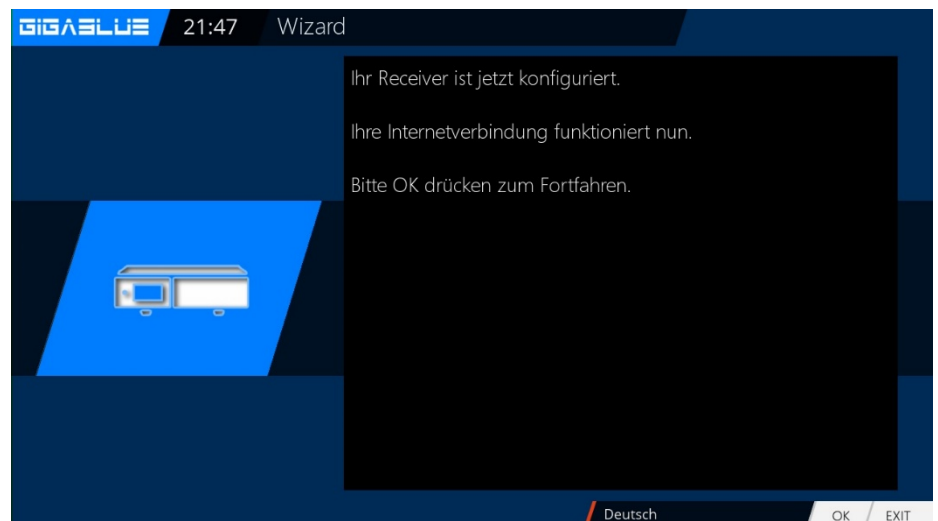 GIGABLUE 21:47 Wizard
Ihr Receiver ist jetzt konfiguriert.
Ihre Internetverbindung funktioniert nun.
Bitte OK drücken zum Fortfahren.
Deutsch OK EXIT